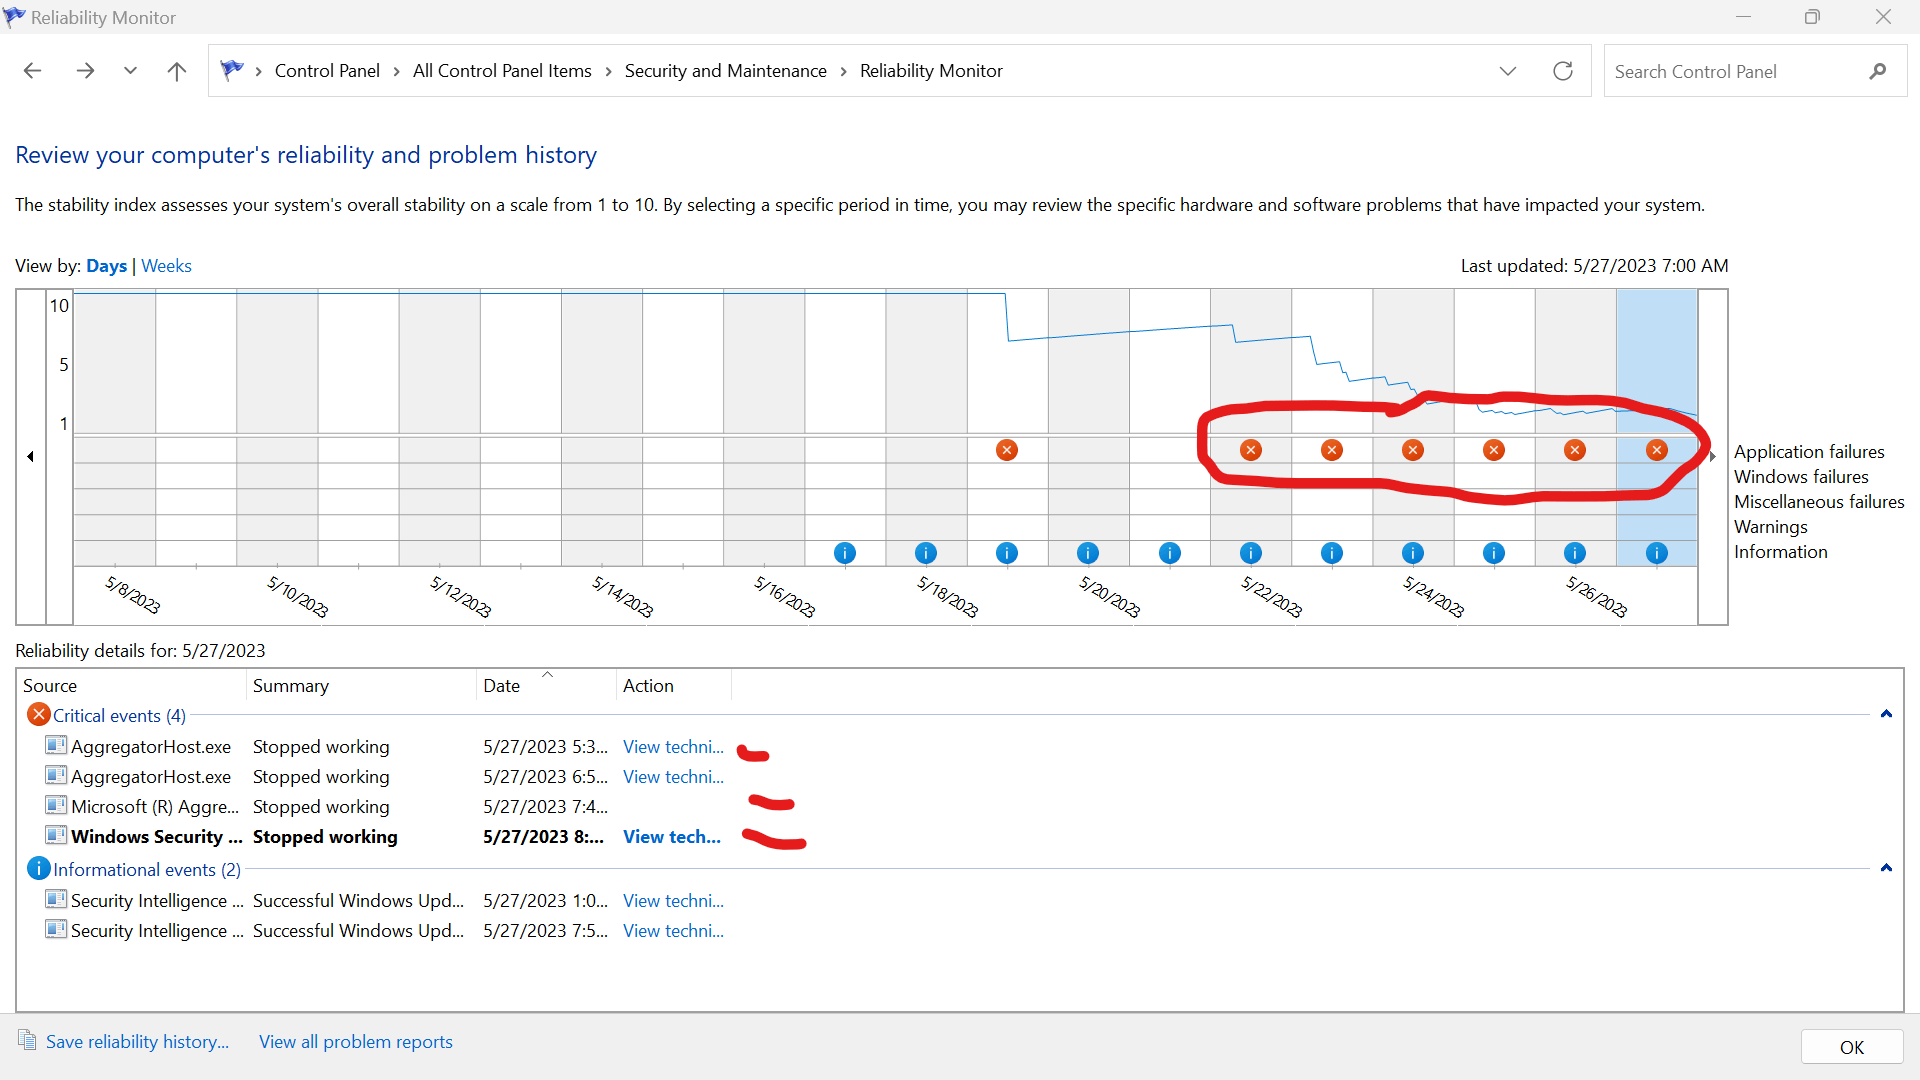 Reliability Monitor
Control Panel > All Control Panel Items > Security and Maintenance > Reliability Monitor
Search Control Panel
Review your computer's reliability and problem history
The stability index assesses your system's overall stability on a scale from 1 to 10. By selecting a specific period in time, you may review the specific hardware and software problems that have impacted your system.
View by: Days | Weeks
Last updated: 5/27/2023 7:00 AM
10
5
1
Application failures
Windows failures
Miscellaneous failures
Warnings
Information
5/8/2023 5/10/2023 5/12/2023 5/14/2023 5/16/2023 5/18/2023 5/20/2023 5/22/2023 5/24/2023 5/26/2023
Reliability details for: 5/27/2023
Source Summary Date Action
Critical events (4)
AggregatorHost.exe Stopped working 5/27/2023 5:3... View techni...
AggregatorHost.exe Stopped working 5/27/2023 6:5... View techni...
Microsoft (R) Aggre... Stopped working 5/27/2023 7:4...
Windows Security ... Stopped working 5/27/2023 8:... View tech...
Informational events (2)
Security Intelligence ... Successful Windows Upd... 5/27/2023 1:0... View techni...
Security Intelligence ... Successful Windows Upd... 5/27/2023 7:5... View techni...
Save reliability history... View all problem reports
OK